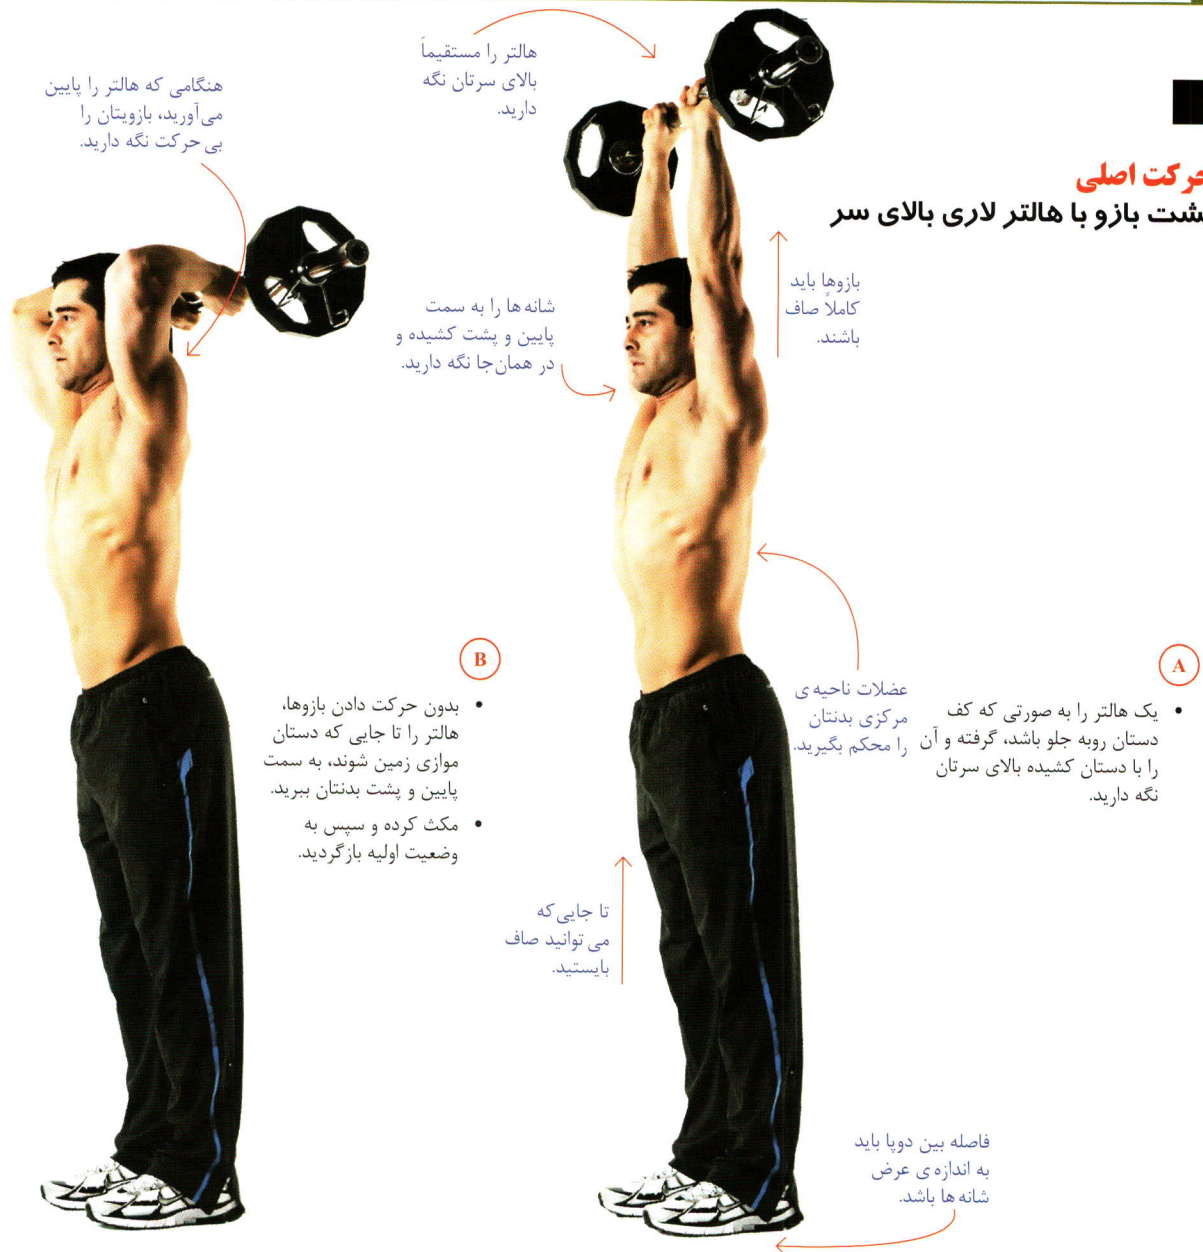 حرکت اصلی
پشت بازو با هالتر لاری بالای سر
هالتر را مستقیماً
بالای سرتان نگه
دارید.
هنگامی که هالتر را پایین
می‌آورید، بازویتان را
بی حرکت نگه دارید.
بازوها باید
کاملاً صاف
باشند.
شانه ها را به سمت
پایین و پشت کشیده و
در همان‌جا نگه دارید.
A
• یک هالتر را به صورتی که کف
دستان روبه جلو باشد، گرفته و آن
را با دستان کشیده بالای سرتان
نگه دارید.
عضلات ناحیه ی
مرکزی بدنتان
را محکم بگیرید.
B
• بدون حرکت دادن بازوها،
هالتر را تا جایی که دستان
موازی زمین شوند، به سمت
پایین و پشت بدنتان ببرید.
• مکث کرده و سپس به
وضعیت اولیه بازگردید.
تا جایی‌که
می توانید صاف
بایستید.
فاصله بین دوپا باید
به اندازه ی عرض
شانه ها باشد.